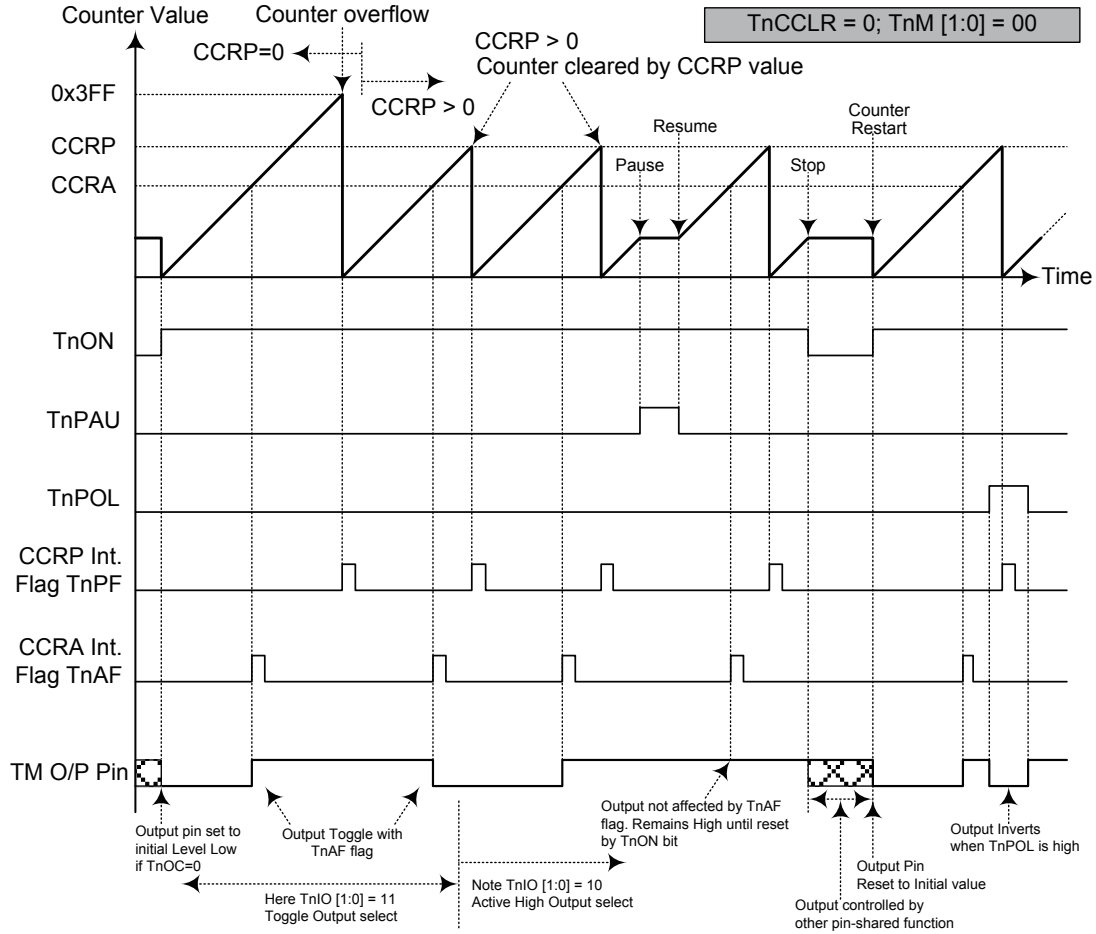 Counter Value
Counter overflow
TnCCLR = 0; TnM [1:0] = 00
CCRP=0
CCRP > 0
CCRP > 0
Counter cleared by CCRP value
0x3FF
CCRP
CCRA
Pause
Resume
Stop
Counter
Restart
Time
TnON
TnPAU
TnPOL
CCRP Int.
Flag TnPF
CCRA Int.
Flag TnAF
TM O/P Pin
Output pin set to
initial Level Low
if TnOC=0
Output Toggle with
TnAF flag
Output not affected by TnAF
flag. Remains High until reset
by TnON bit
Output Inverts
when TnPOL is high
Output Pin
Reset to Initial value
Here TnIO [1:0] = 11
Toggle Output select
Note TnIO [1:0] = 10
Active High Output select
Output controlled by
other pin-shared function